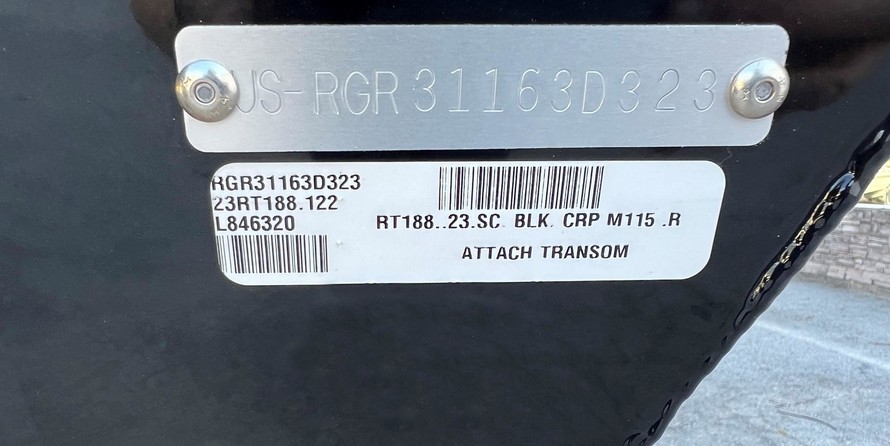 US-RGR31163D323
RGR31163D323
23RT188.122
L846320
RT188..23.SC. BLK. CRP M115 .R
ATTACH TRANSOM